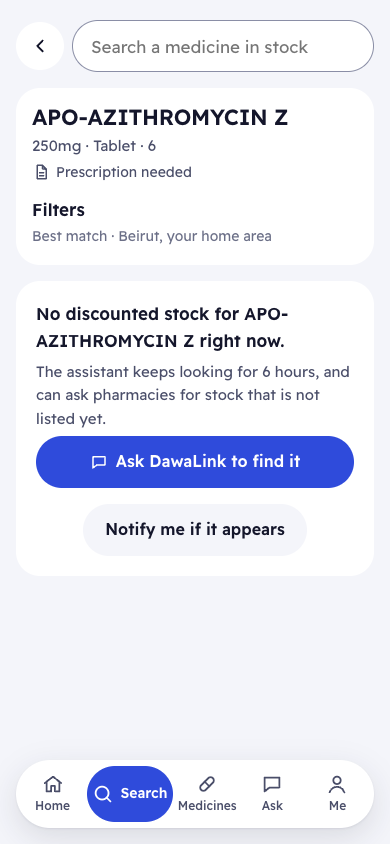 Search a medicine in stock
APO-AZITHROMYCIN Z
250mg · Tablet · 6
Prescription needed
Filters
Best match · Beirut, your home area
No discounted stock for APO-
AZITHROMYCIN Z right now.
The assistant keeps looking for 6 hours, and
can ask pharmacies for stock that is not
listed yet.
Ask DawaLink to find it
Notify me if it appears
Home
Search
Medicines
Ask
Me